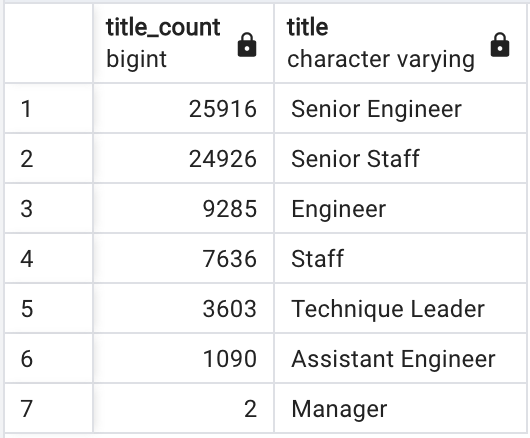 title_count title
bigint character varying
1 25916 Senior Engineer
2 24926 Senior Staff
3 9285 Engineer
4 7636 Staff
5 3603 Technique Leader
6 1090 Assistant Engineer
7 2 Manager